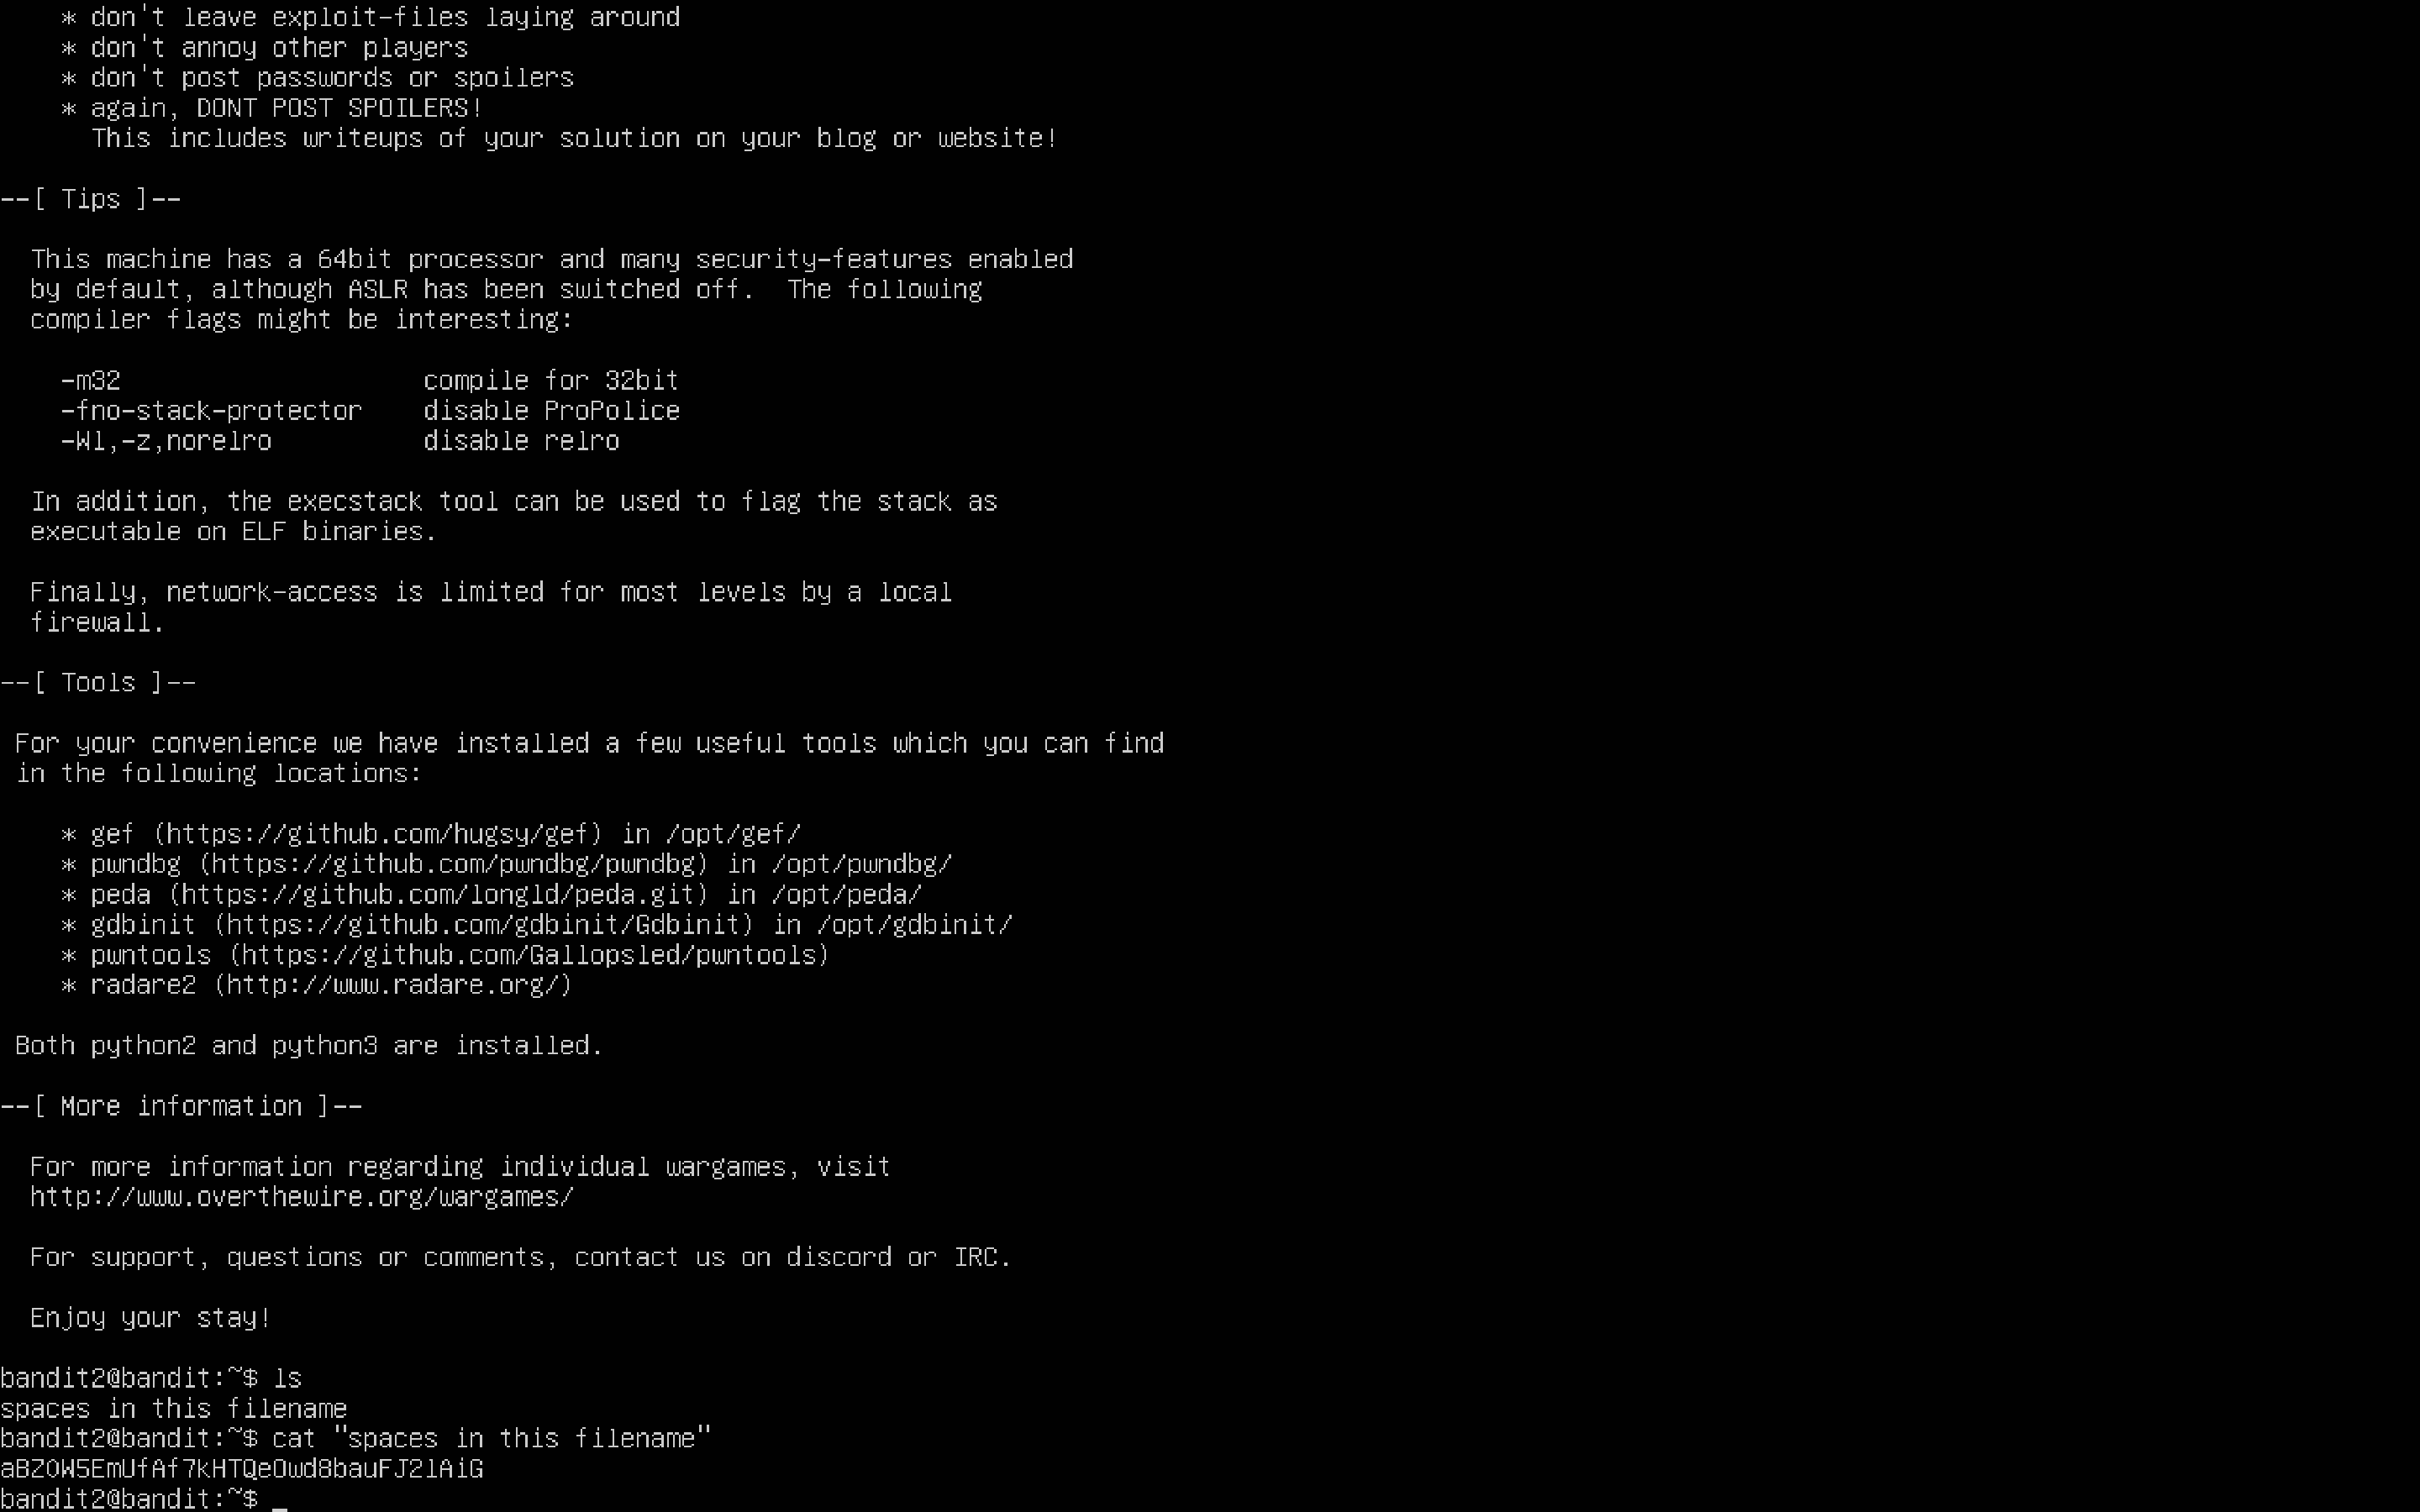 * don't leave exploit-files laying around
* don't annoy other players
* don't post passwords or spoilers
* again, DONT POST SPOILERS!
This includes writeups of your solution on your blog or website!
--[ Tips ]--
This machine has a 64bit processor and many security-features enabled
by default, although ASLR has been switched off.  The following
compiler flags might be interesting:
-m32                    compile for 32bit
-fno-stack-protector    disable ProPolice
-Wl,-z,norelro          disable relro
In addition, the execstack tool can be used to flag the stack as
executable on ELF binaries.
Finally, network-access is limited for most levels by a local
firewall.
--[ Tools ]--
For your convenience we have installed a few useful tools which you can find
in the following locations:
* gef (https://github.com/hugsy/gef) in /opt/gef/
* pwndbg (https://github.com/pwndbg/pwndbg) in /opt/pwndbg/
* peda (https://github.com/longld/peda.git) in /opt/peda/
* gdbinit (https://github.com/gdbinit/Gdbinit) in /opt/gdbinit/
* pwntools (https://github.com/Gallopsled/pwntools)
* radare2 (http://www.radare.org/)
Both python2 and python3 are installed.
--[ More information ]--
For more information regarding individual wargames, visit
http://www.overthewire.org/wargames/
For support, questions or comments, contact us on discord or IRC.
Enjoy your stay!
bandit2@bandit:~$ ls
spaces in this filename
bandit2@bandit:~$ cat "spaces in this filename"
aBZ0W5EmUfAf7kHTQeOwd8bauFJ2lAiG
bandit2@bandit:~$ _